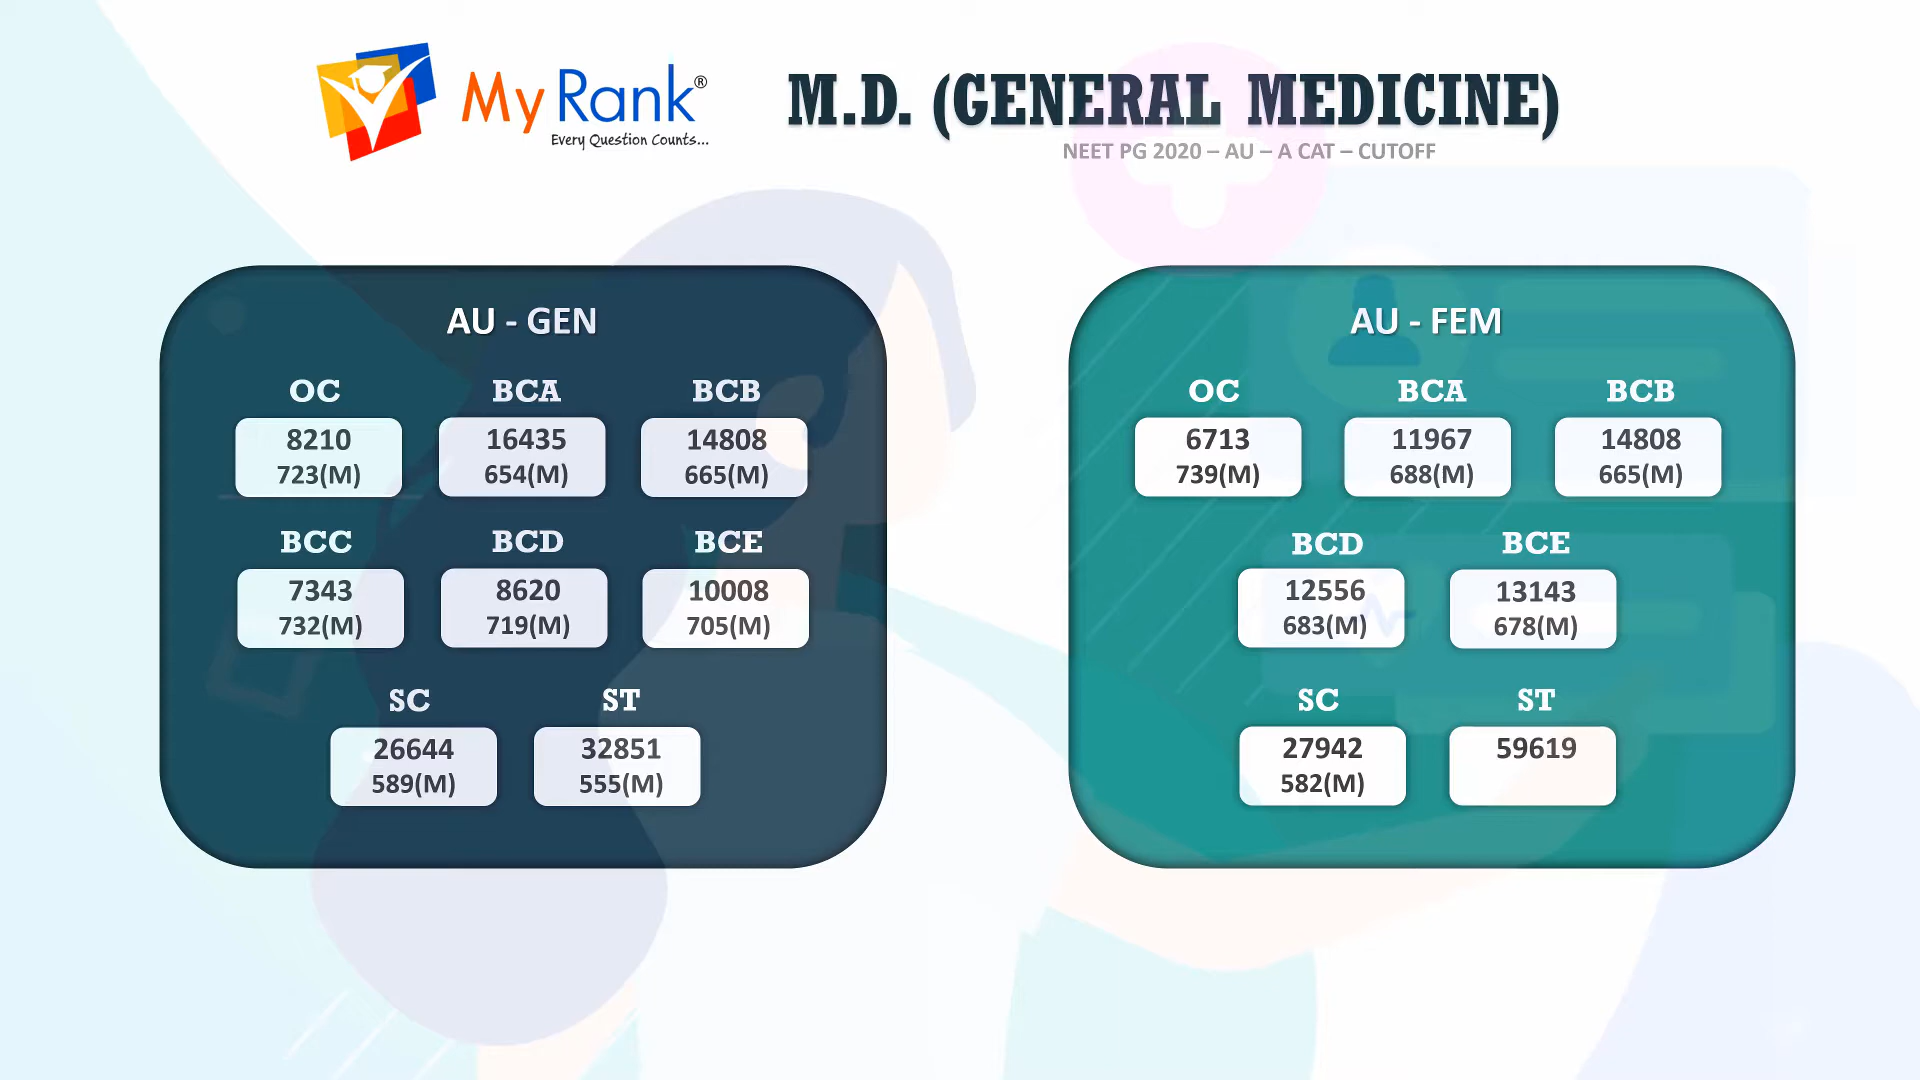 My Rank®
Every Question Counts...
M.D. (GENERAL MEDICINE)
NEET PG 2020 – AU – A CAT – CUTOFF
AU - GEN
OC BCA BCB
8210 16435 14808
723(M) 654(M) 665(M)
BCC BCD BCE
7343 8620 10008
732(M) 719(M) 705(M)
SC ST
26644 32851
589(M) 555(M)
AU - FEM
OC BCA BCB
6713 11967 14808
739(M) 688(M) 665(M)
BCD BCE
12556 13143
683(M) 678(M)
SC ST
27942 59619
582(M)